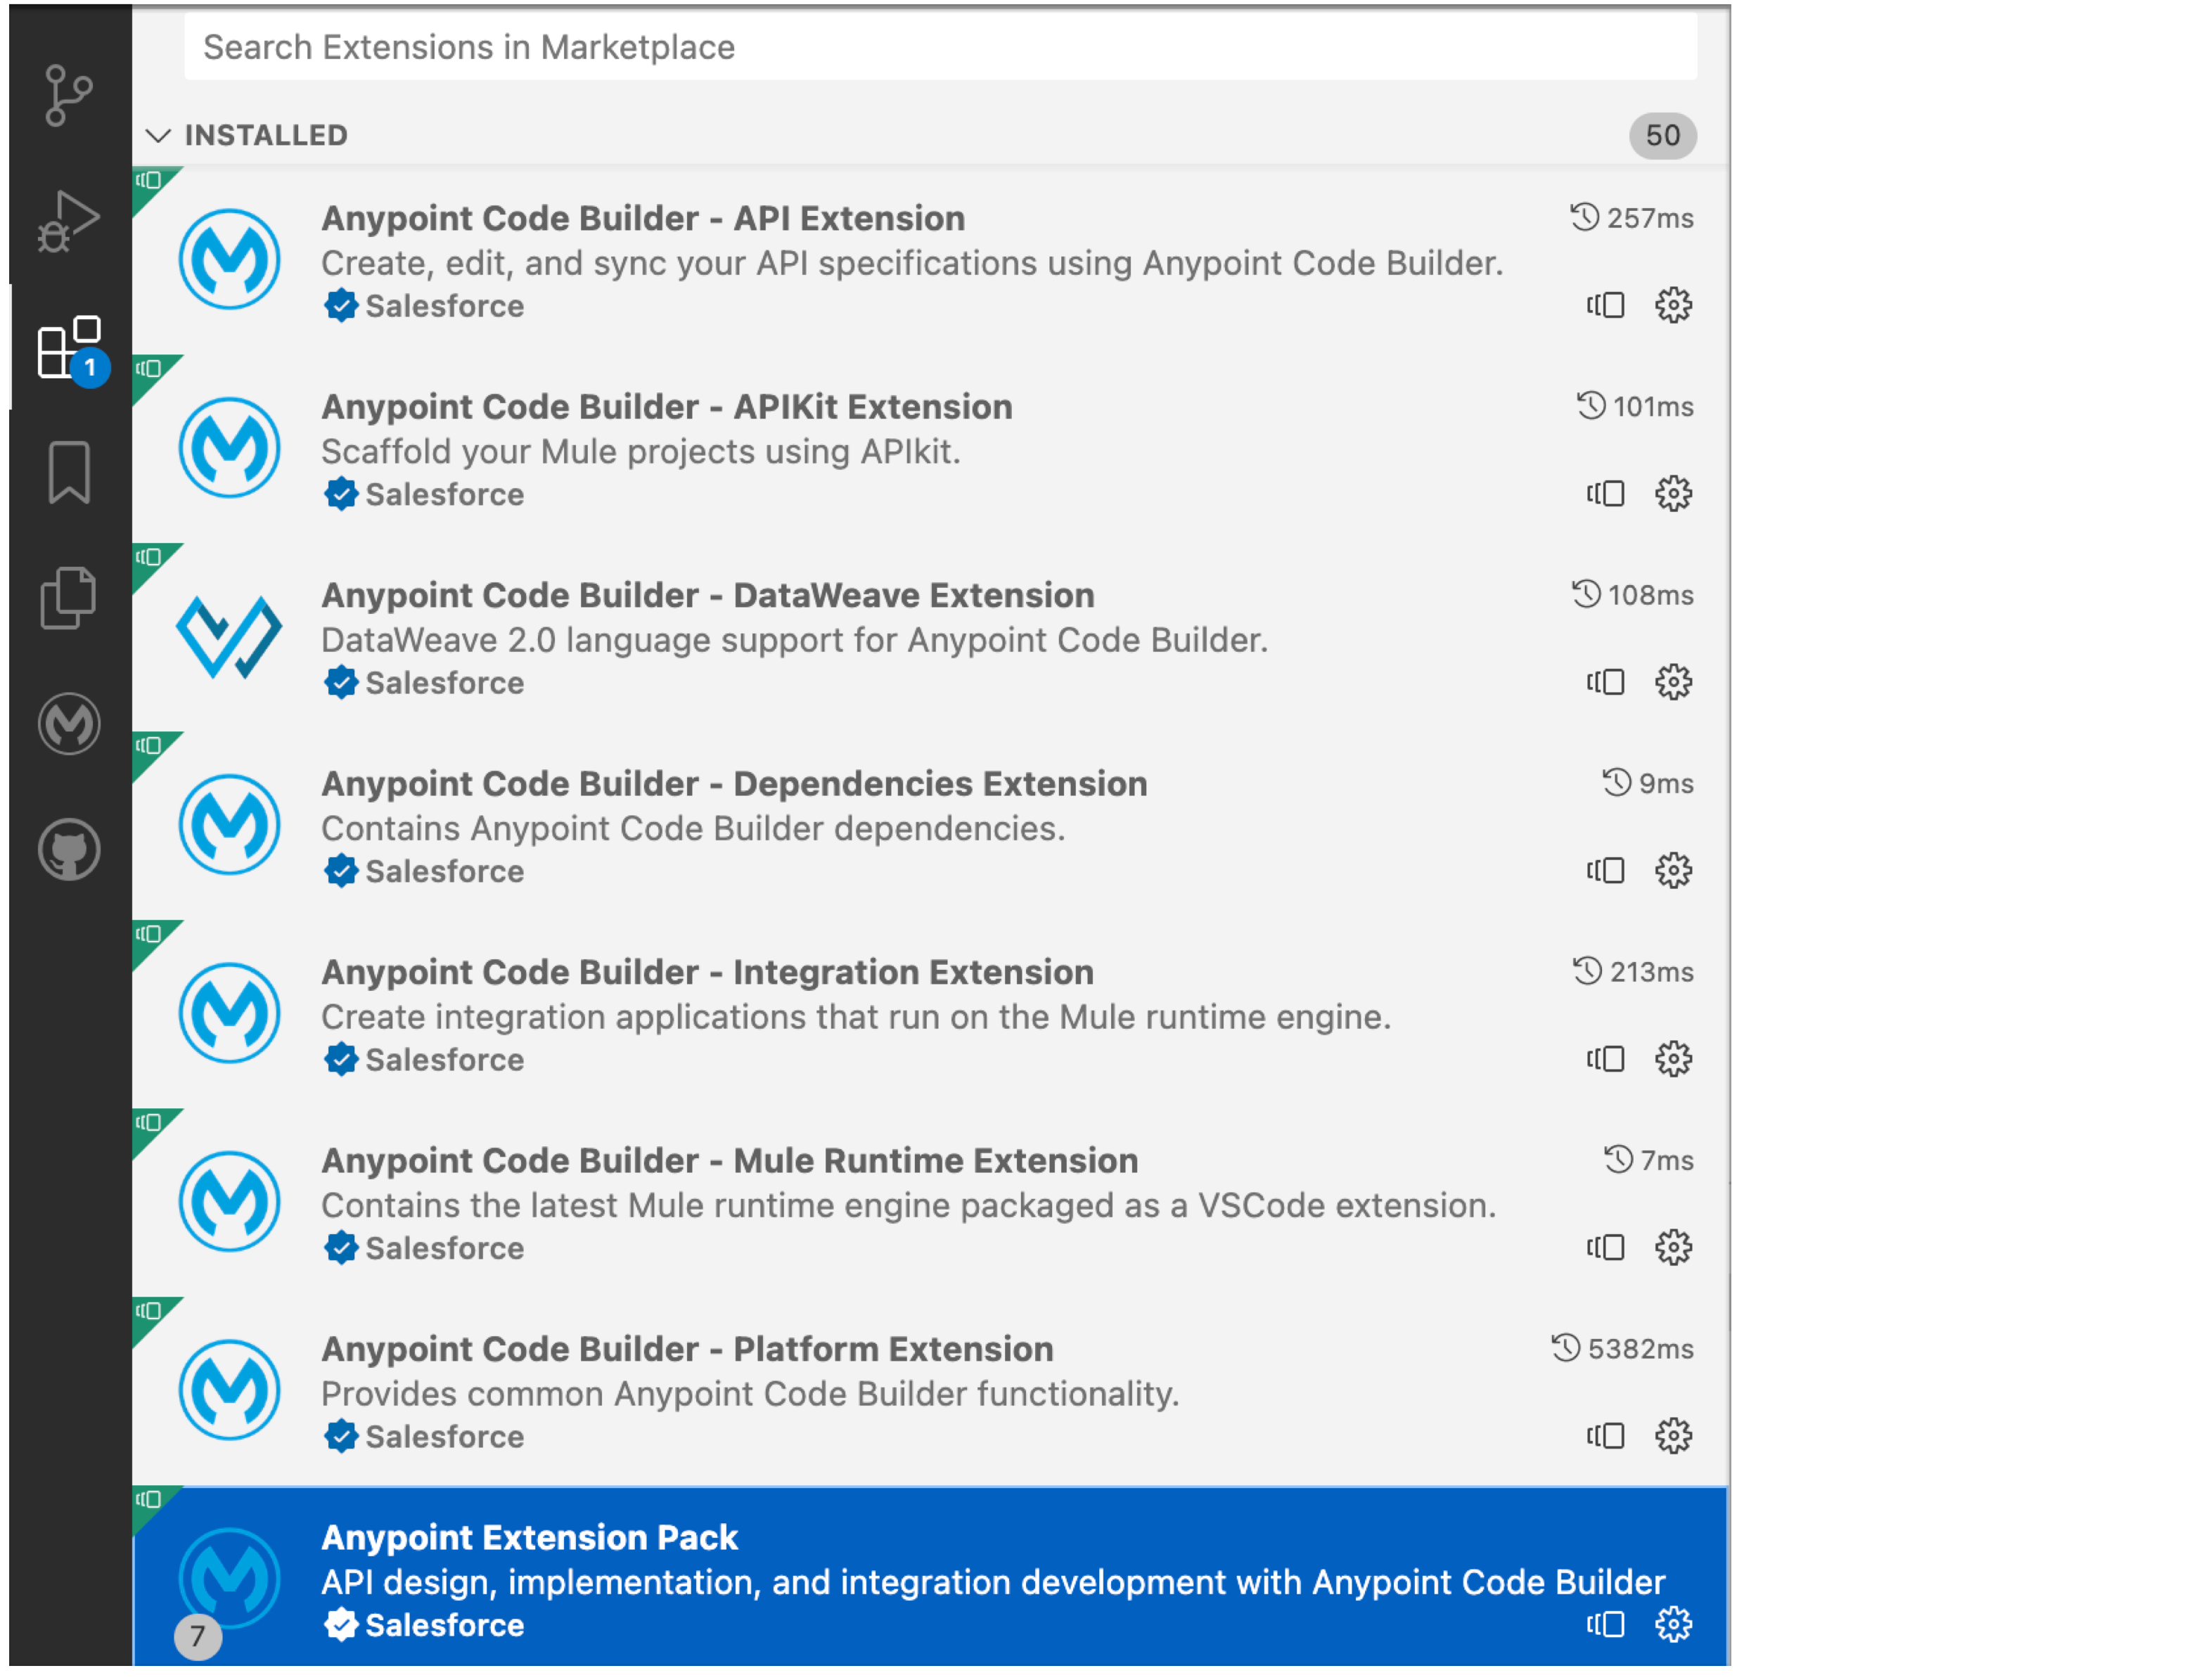 Search Extensions in Marketplace
INSTALLED 50
1
Anypoint Code Builder - API Extension 257ms
Create, edit, and sync your API specifications using Anypoint Code Builder.
Salesforce
Anypoint Code Builder - APIKit Extension 101ms
Scaffold your Mule projects using APIkit.
Salesforce
Anypoint Code Builder - DataWeave Extension 108ms
DataWeave 2.0 language support for Anypoint Code Builder.
Salesforce
Anypoint Code Builder - Dependencies Extension 9ms
Contains Anypoint Code Builder dependencies.
Salesforce
Anypoint Code Builder - Integration Extension 213ms
Create integration applications that run on the Mule runtime engine.
Salesforce
Anypoint Code Builder - Mule Runtime Extension 7ms
Contains the latest Mule runtime engine packaged as a VSCode extension.
Salesforce
Anypoint Code Builder - Platform Extension 5382ms
Provides common Anypoint Code Builder functionality.
Salesforce
Anypoint Extension Pack
API design, implementation, and integration development with Anypoint Code Builder
Salesforce
7